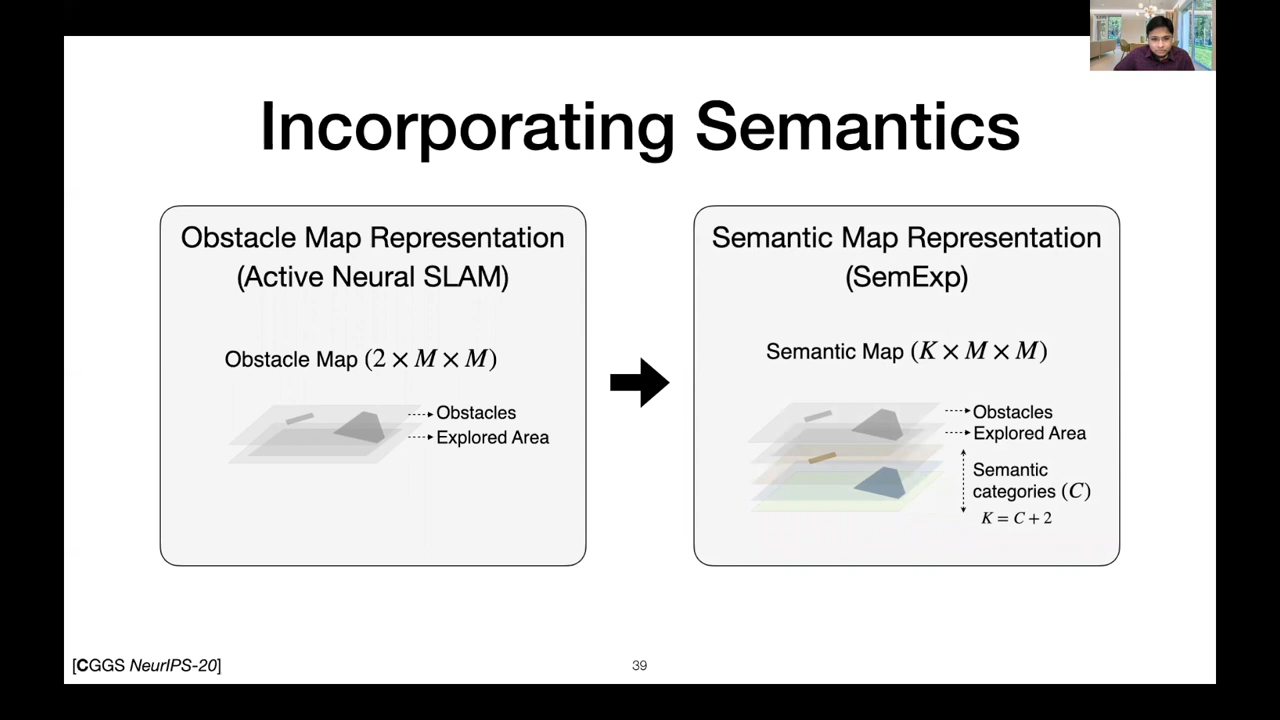 Incorporating Semantics
Obstacle Map Representation
(Active Neural SLAM)
Obstacle Map (2 × M × M)
Obstacles
Explored Area
Semantic Map Representation
(SemExp)
Semantic Map (K × M × M)
Obstacles
Explored Area
Semantic
categories (C)
K = C + 2
[CGGS NeurIPS-20]
39